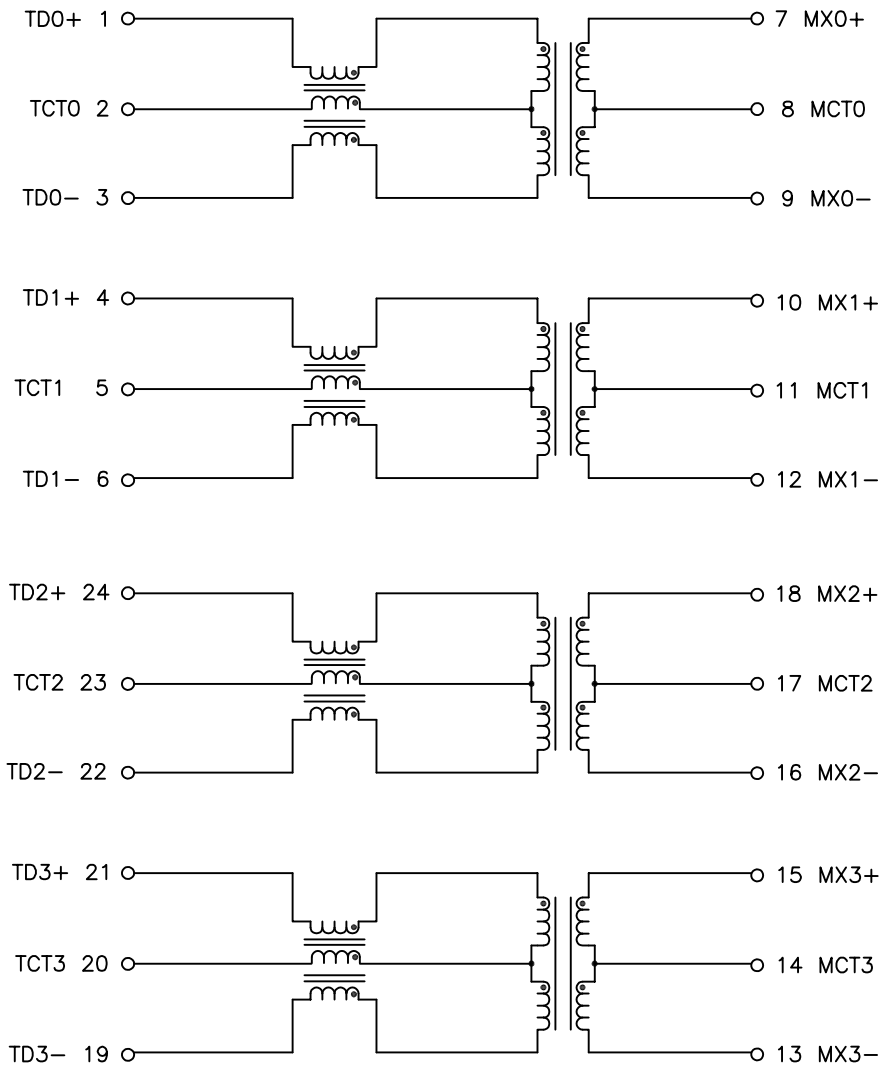 TD0+ 1 7 MX0+
TCT0 2 8 MCT0
TD0− 3 9 MX0−
TD1+ 4 10 MX1+
TCT1 5 11 MCT1
TD1− 6 12 MX1−
TD2+ 24 18 MX2+
TCT2 23 17 MCT2
TD2− 22 16 MX2−
TD3+ 21 15 MX3+
TCT3 20 14 MCT3
TD3− 19 13 MX3−